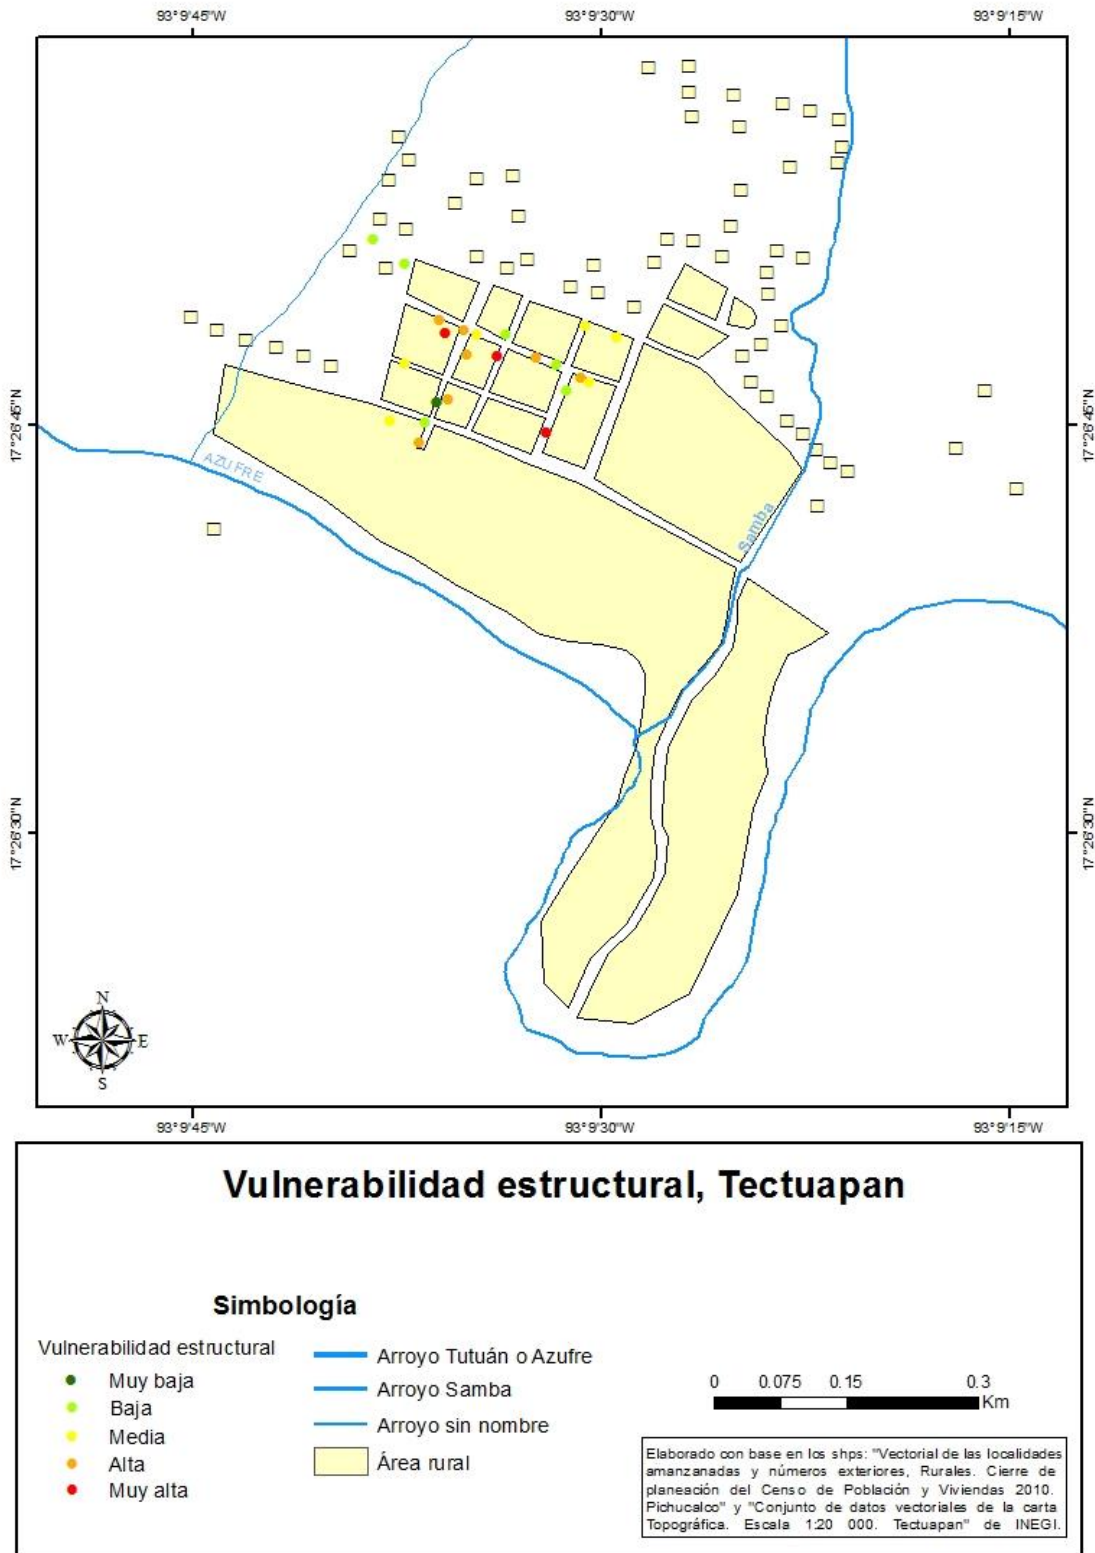 93°9'45"W
93°9'30"W
93°9'15"W
17°26'45"N
17°26'45"N
AZUFRE
Samba
17°26'30"N
17°26'30"N
N
W
E
S
93°9'45"W
93°9'30"W
93°9'15"W
Vulnerabilidad estructural, Tectuapan
Simbología
Vulnerabilidad estructural
Muy baja
Baja
Media
Alta
Muy alta
Arroyo Tutuán o Azufre
Arroyo Samba
Arroyo sin nombre
Área rural
0 0.075 0.15 0.3
Km
Elaborado con base en los shps: "Vectorial de las localidades
amanzanadas y números exteriores, Rurales. Cierre de
planeación del Censo de Población y Viviendas 2010.
Pichucalco" y "Conjunto de datos vectoriales de la carta
Topográfica. Escala 1:20 000. Tectuapan" de INEGI.